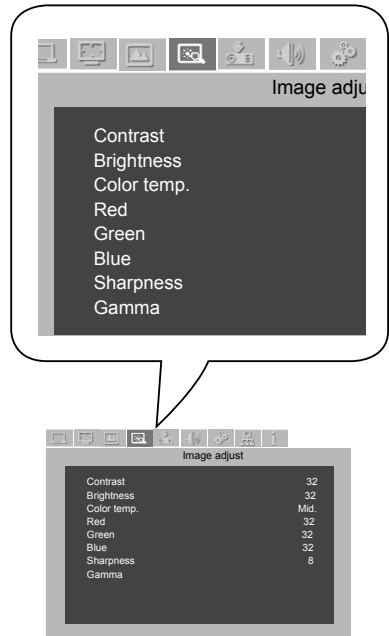 Image adju
Contrast
Brightness
Color temp.
Red
Green
Blue
Sharpness
Gamma
Image adjust
Contrast 32
Brightness 32
Color temp. Mid.
Red 32
Green 32
Blue 32
Sharpness 8
Gamma